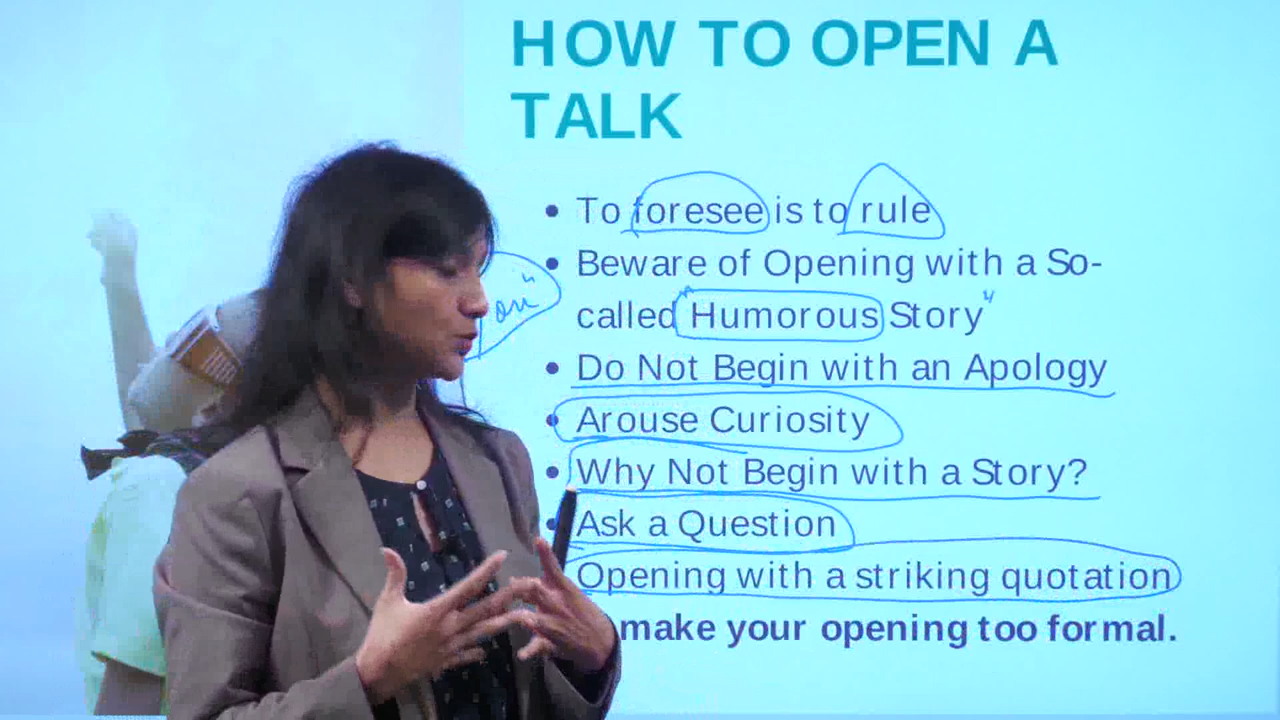 HOW TO OPEN A
TALK
• To foresee is to rule
• Beware of Opening with a So-
called "Humorous Story"
• Do Not Begin with an Apology
• Arouse Curiosity
• Why Not Begin with a Story?
• Ask a Question
Opening with a striking quotation
make your opening too formal.